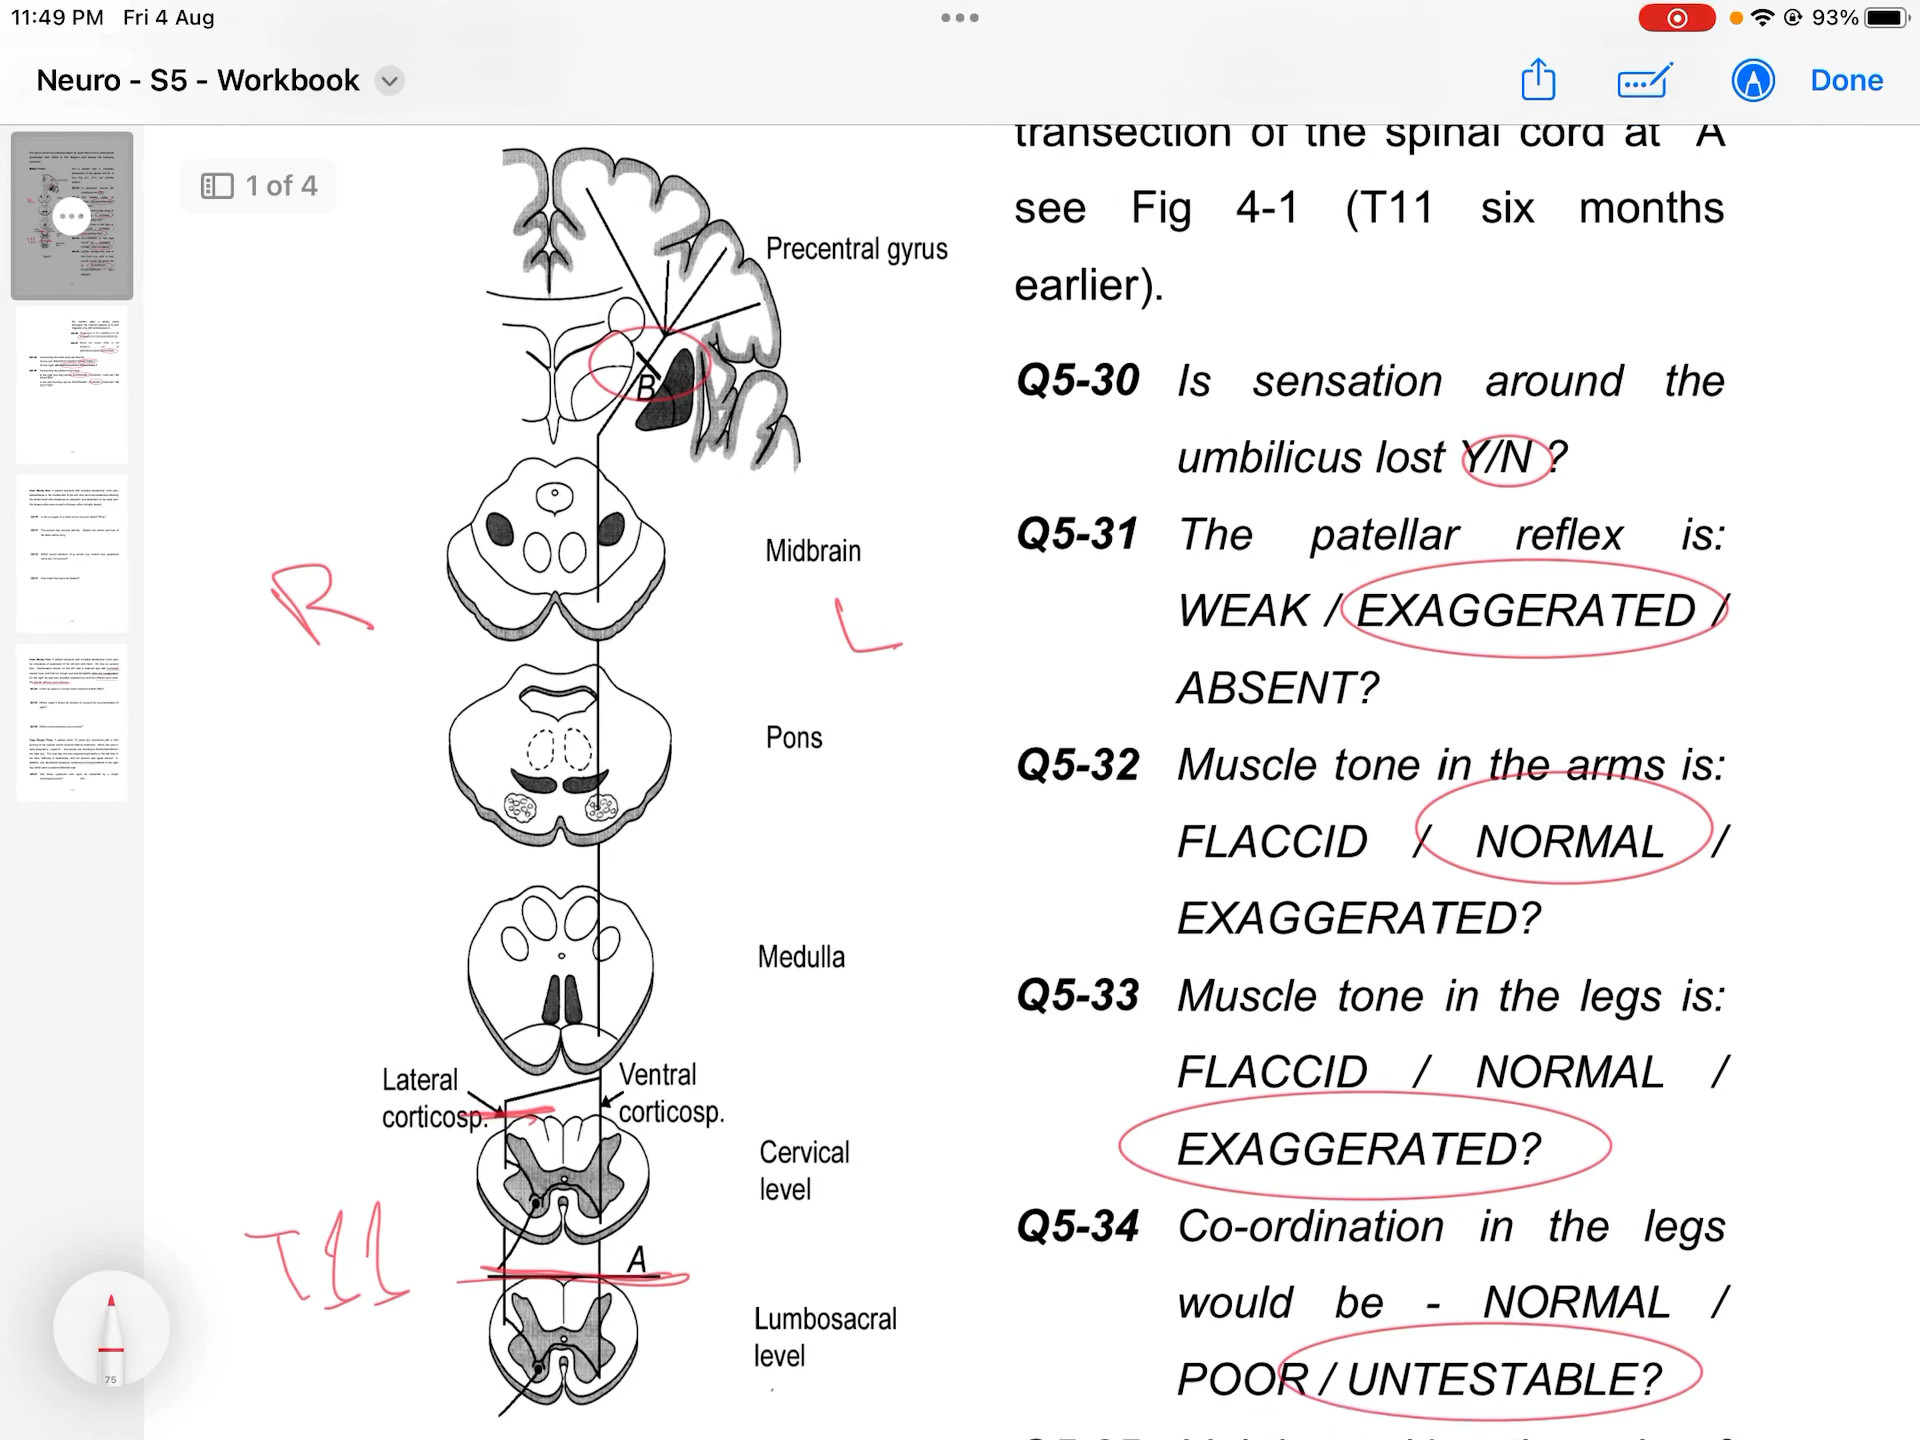 11:49 PM Fri 4 Aug
93%
Neuro - S5 - Workbook
Done
1 of 4
Precentral gyrus
B
Midbrain
R
L
Pons
Medulla
Lateral
corticosp.
Ventral
corticosp.
Cervical
level
T11
A
Lumbosacral
level
75
transection of the spinal cord at A
see Fig 4-1 (T11 six months
earlier).
Q5-30 Is sensation around the
umbilicus lost Y/N ?
Q5-31 The patellar reflex is:
WEAK / EXAGGERATED /
ABSENT?
Q5-32 Muscle tone in the arms is:
FLACCID / NORMAL /
EXAGGERATED?
Q5-33 Muscle tone in the legs is:
FLACCID / NORMAL /
EXAGGERATED?
Q5-34 Co-ordination in the legs
would be - NORMAL /
POOR / UNTESTABLE?